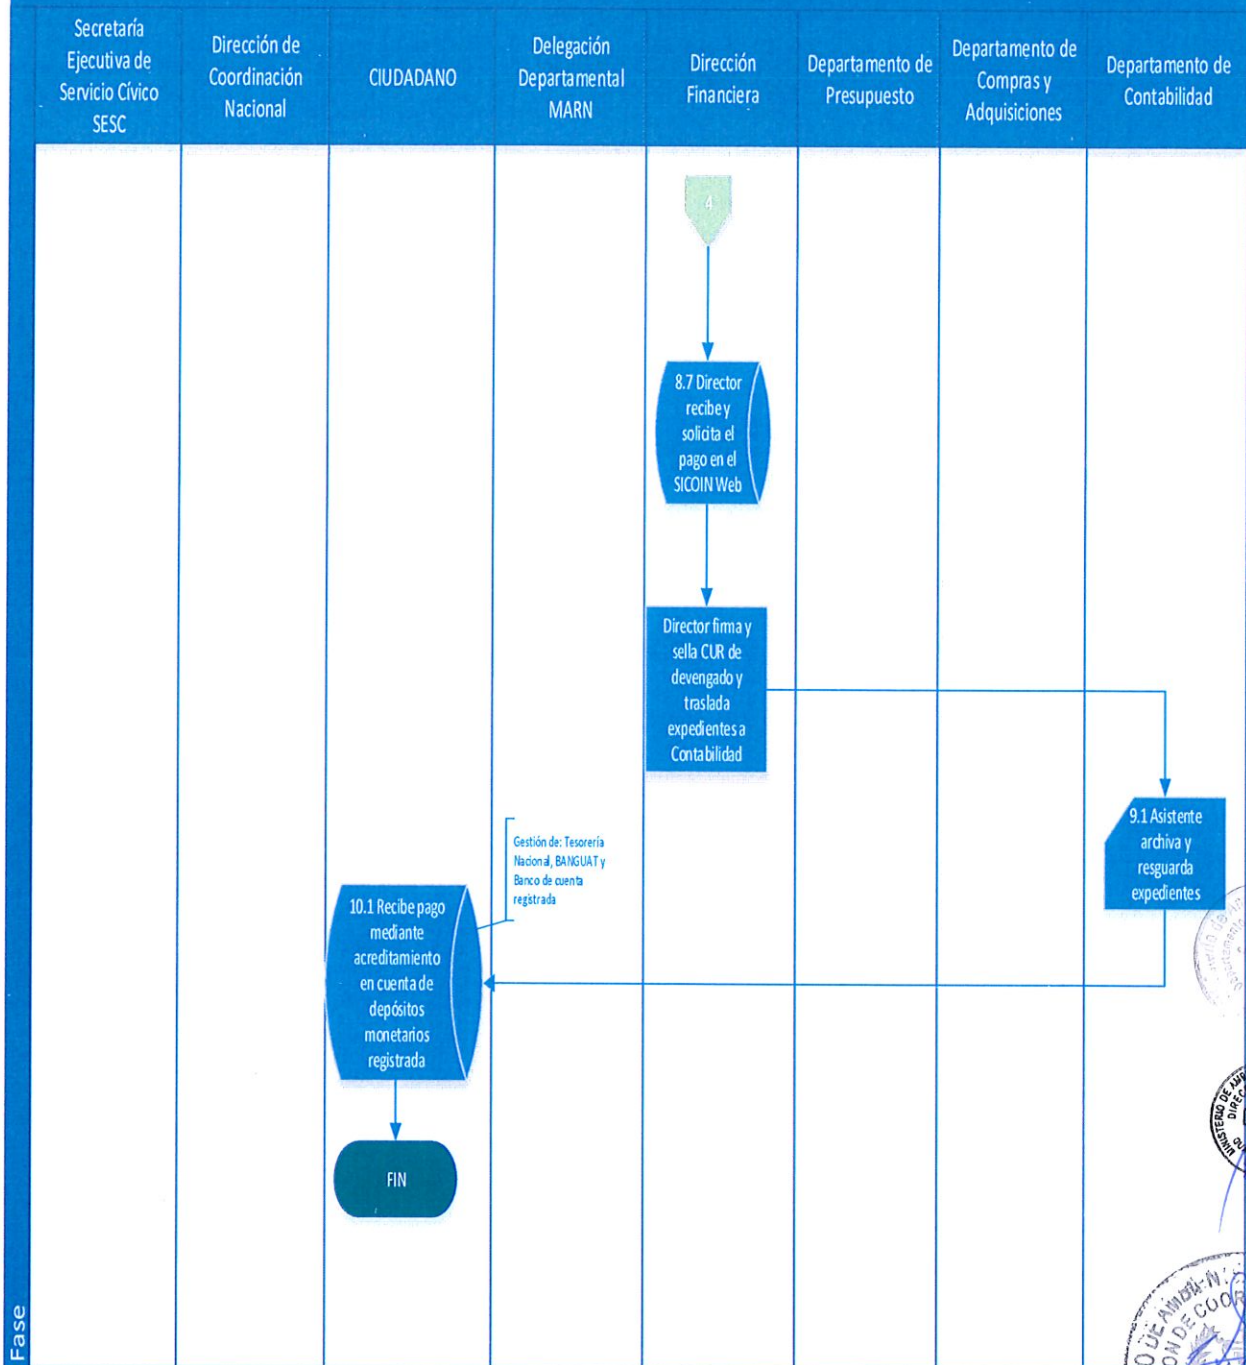 Secretaría
Ejecutiva de
Servicio Cívico
SESC
Dirección de
Coordinación
Nacional
CIUDADANO
Delegación
Departamental
MARN
Dirección
Financiera
Departamento de
Presupuesto
Departamento de
Compras y
Adquisiciones
Departamento de
Contabilidad
4
8.7 Director
recibe y
solicita el
pago en el
SICOIN Web
Director firma y
sella CUR de
devengado y
traslada
expedientes a
Contabilidad
9.1 Asistente
archiva y
resguarda
expedientes
Gestión de: Tesorería
Nacional, BANGUAT y
Banco de cuenta
registrada
10.1 Recibe pago
mediante
acreditamiento
en cuenta de
depósitos
monetarios
registrada
FIN
Fase
MINISTERIO DE